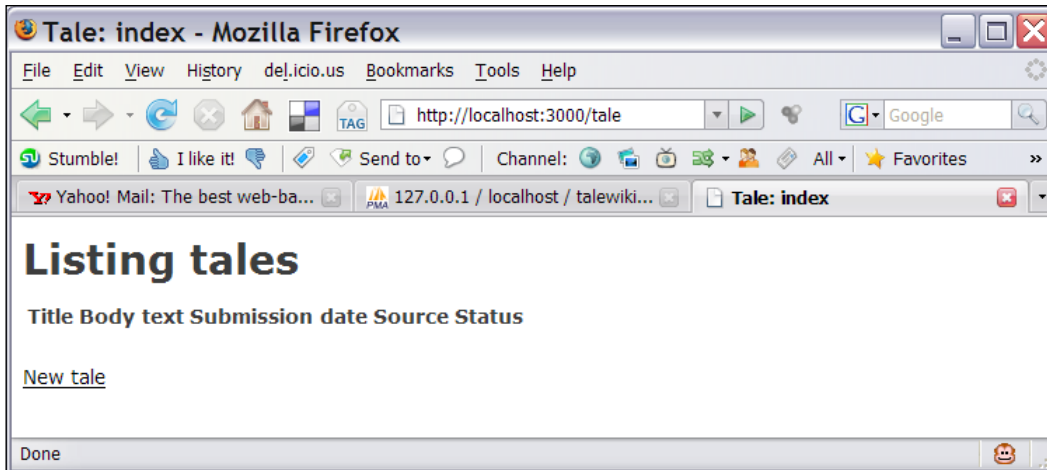 Tale: index - Mozilla Firefox
File Edit View History del.icio.us Bookmarks Tools Help
TAG http://localhost:3000/tale G Google
Stumble! I like it! Send to Channel: All Favorites »
Yahoo! Mail: The best web-ba... PMA 127.0.0.1 / localhost / talewiki... Tale: index
Listing tales
Title Body text Submission date Source Status
New tale
Done